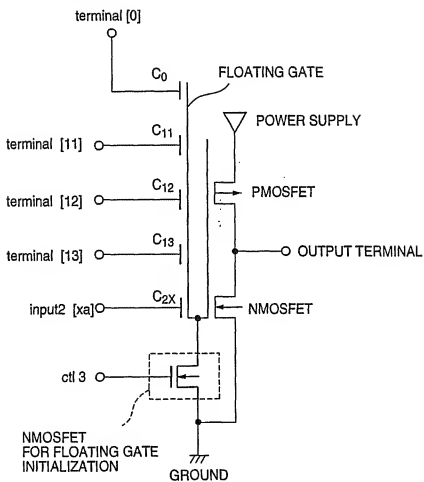 terminal [0]
C0
FLOATING GATE
C11
POWER SUPPLY
terminal [11]
C12
terminal [12]
PMOSFET
C13
terminal [13]
OUTPUT TERMINAL
C2X
input2 [xa]
NMOSFET
ctl 3
NMOSFET
FOR FLOATING GATE
INITIALIZATION
GROUND